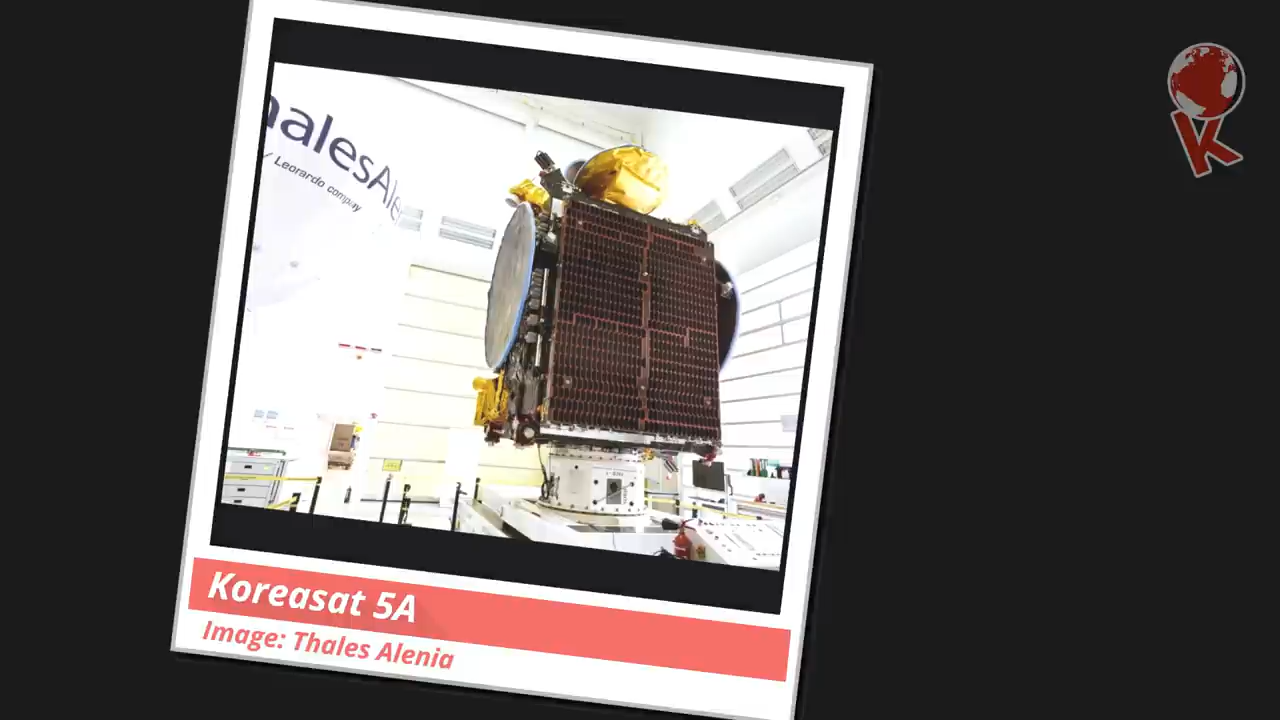 halesAle
Leonardo company
Koreasat 5A
Image: Thales Alenia
K